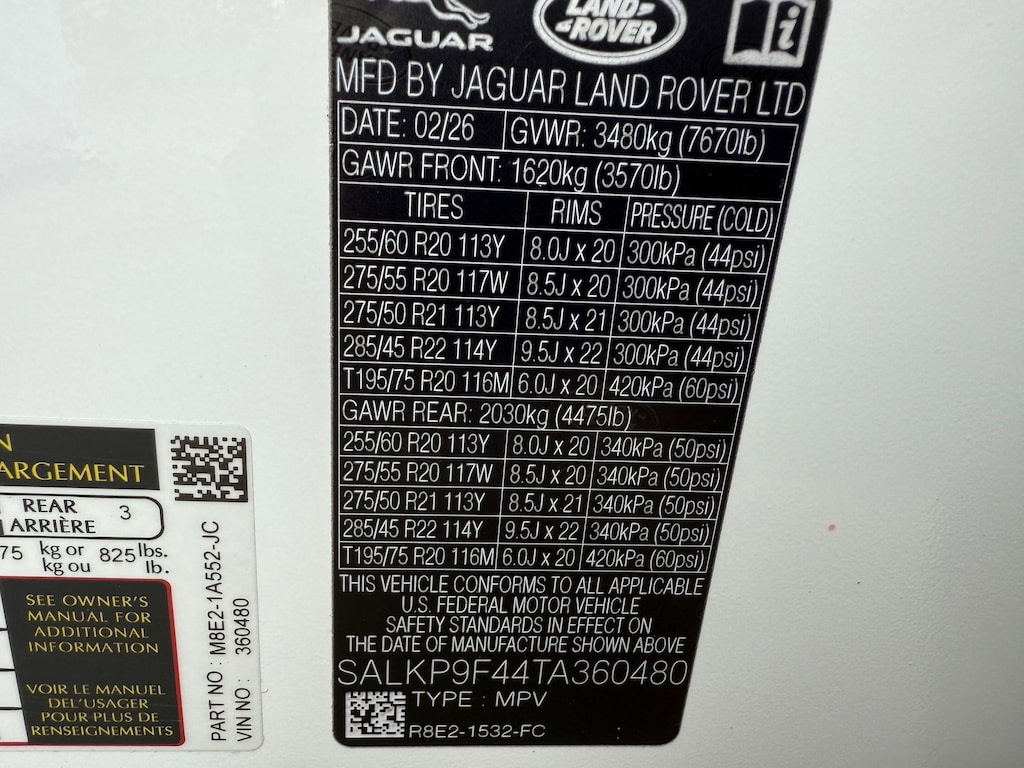 JAGUAR
LAND-
-ROVER
i
MFD BY JAGUAR LAND ROVER LTD
DATE: 02/26 GVWR: 3480kg (7670lb)
GAWR FRONT: 1620kg (3570lb)
TIRES RIMS PRESSURE (COLD)
255/60 R20 113Y 8.0J x 20 300kPa (44psi)
275/55 R20 117W 8.5J x 20 300kPa (44psi)
275/50 R21 113Y 8.5J x 21 300kPa (44psi)
285/45 R22 114Y 9.5J x 22 300kPa (44psi)
T195/75 R20 116M 6.0J x 20 420kPa (60psi)
GAWR REAR: 2030kg (4475lb)
255/60 R20 113Y 8.0J x 20 340kPa (50psi)
275/55 R20 117W 8.5J x 20 340kPa (50psi)
275/50 R21 113Y 8.5J x 21 340kPa (50psi)
285/45 R22 114Y 9.5J x 22 340kPa (50psi)
T195/75 R20 116M 6.0J x 20 420kPa (60psi)
THIS VEHICLE CONFORMS TO ALL APPLICABLE
U.S. FEDERAL MOTOR VEHICLE
SAFETY STANDARDS IN EFFECT ON
THE DATE OF MANUFACTURE SHOWN ABOVE
SALKP9F44TA360480
TYPE : MPV
R8E2-1532-FC
N
ARGEMENT
REAR 3
ARRIÈRE
75 kg or 825 lbs.
kg ou lb.
SEE OWNER'S
MANUAL FOR
ADDITIONAL
INFORMATION
VOIR LE MANUEL
DEL'USAGER
POUR PLUS DE
RENSEIGNEMENTS
PART NO : M8E2-1A552-JC
VIN NO : 360480